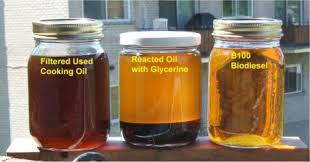 Filtered Used
Cooking Oil
Reacted Oil
with Glycerine
B100
Biodiesel